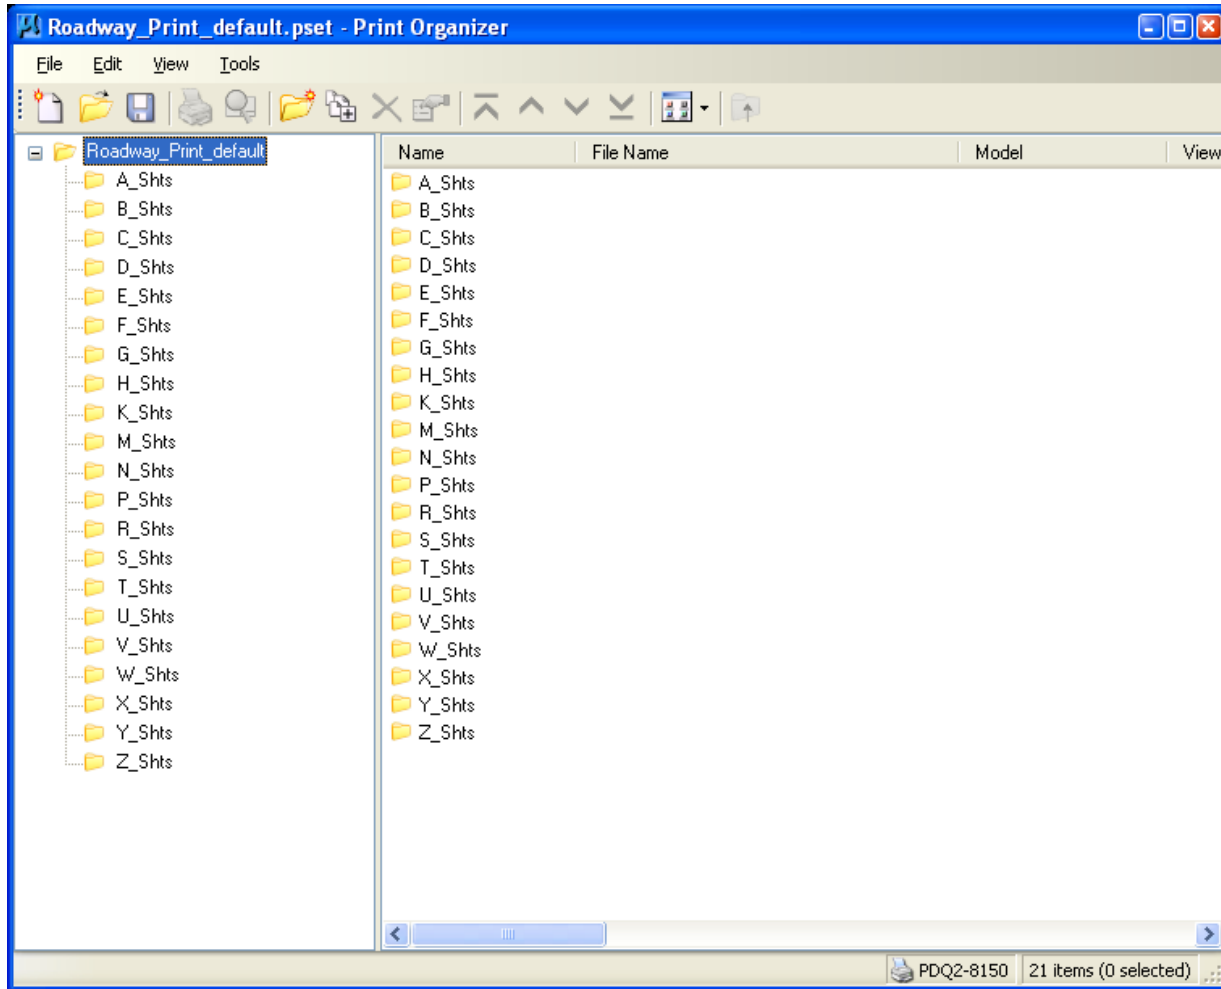 Roadway_Print_default.pset - Print Organizer
File Edit View Tools
Roadway_Print_default
A_Shts
B_Shts
C_Shts
D_Shts
E_Shts
F_Shts
G_Shts
H_Shts
K_Shts
M_Shts
N_Shts
P_Shts
R_Shts
S_Shts
T_Shts
U_Shts
V_Shts
W_Shts
X_Shts
Y_Shts
Z_Shts
Name File Name Model View
A_Shts
B_Shts
C_Shts
D_Shts
E_Shts
F_Shts
G_Shts
H_Shts
K_Shts
M_Shts
N_Shts
P_Shts
R_Shts
S_Shts
T_Shts
U_Shts
V_Shts
W_Shts
X_Shts
Y_Shts
Z_Shts
PDQ2-8150 21 items (0 selected)